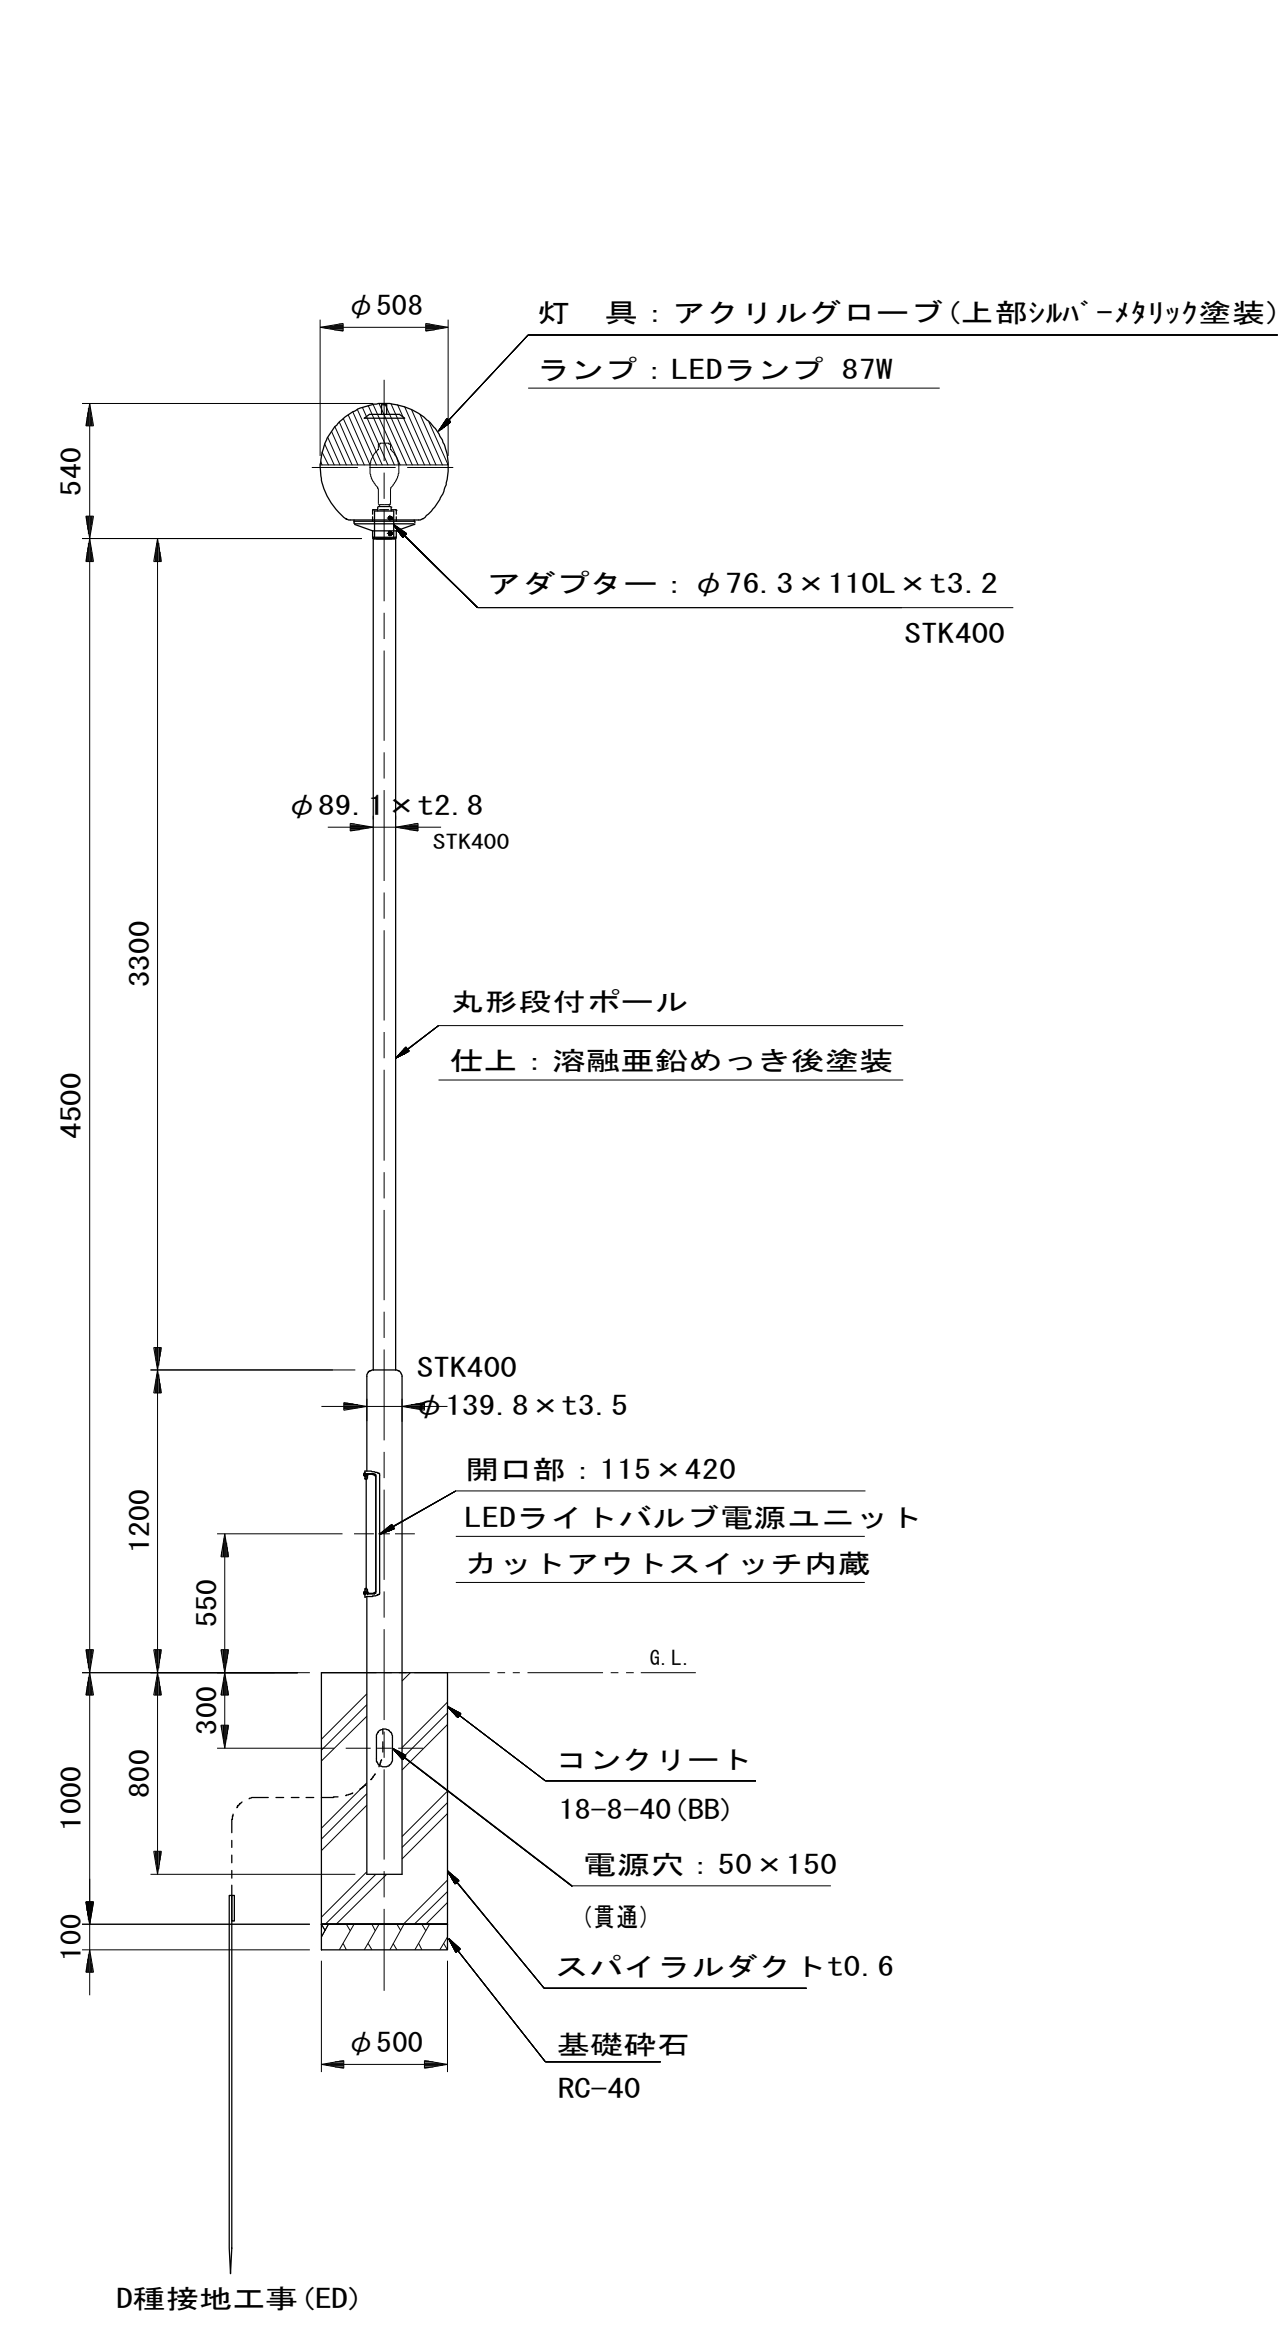 φ508
灯　具：アクリルグローブ(上部ｼﾙﾊﾞｰﾒﾀﾘｯｸ塗装)
ランプ：LEDランプ 87W
540
アダプター：φ76.3×110L×t3.2
STK400
φ89.1×t2.8
STK400
3300
丸形段付ポール
仕上：溶融亜鉛めっき後塗装
4500
STK400
φ139.8×t3.5
開口部：115×420
LEDライトバルブ電源ユニット
カットアウトスイッチ内蔵
1200
550
G.L.
300
コンクリート
18-8-40(BB)
800
1000
電源穴：50×150
(貫通)
100
スパイラルダクトt0.6
φ500
基礎砕石
RC-40
D種接地工事(ED)